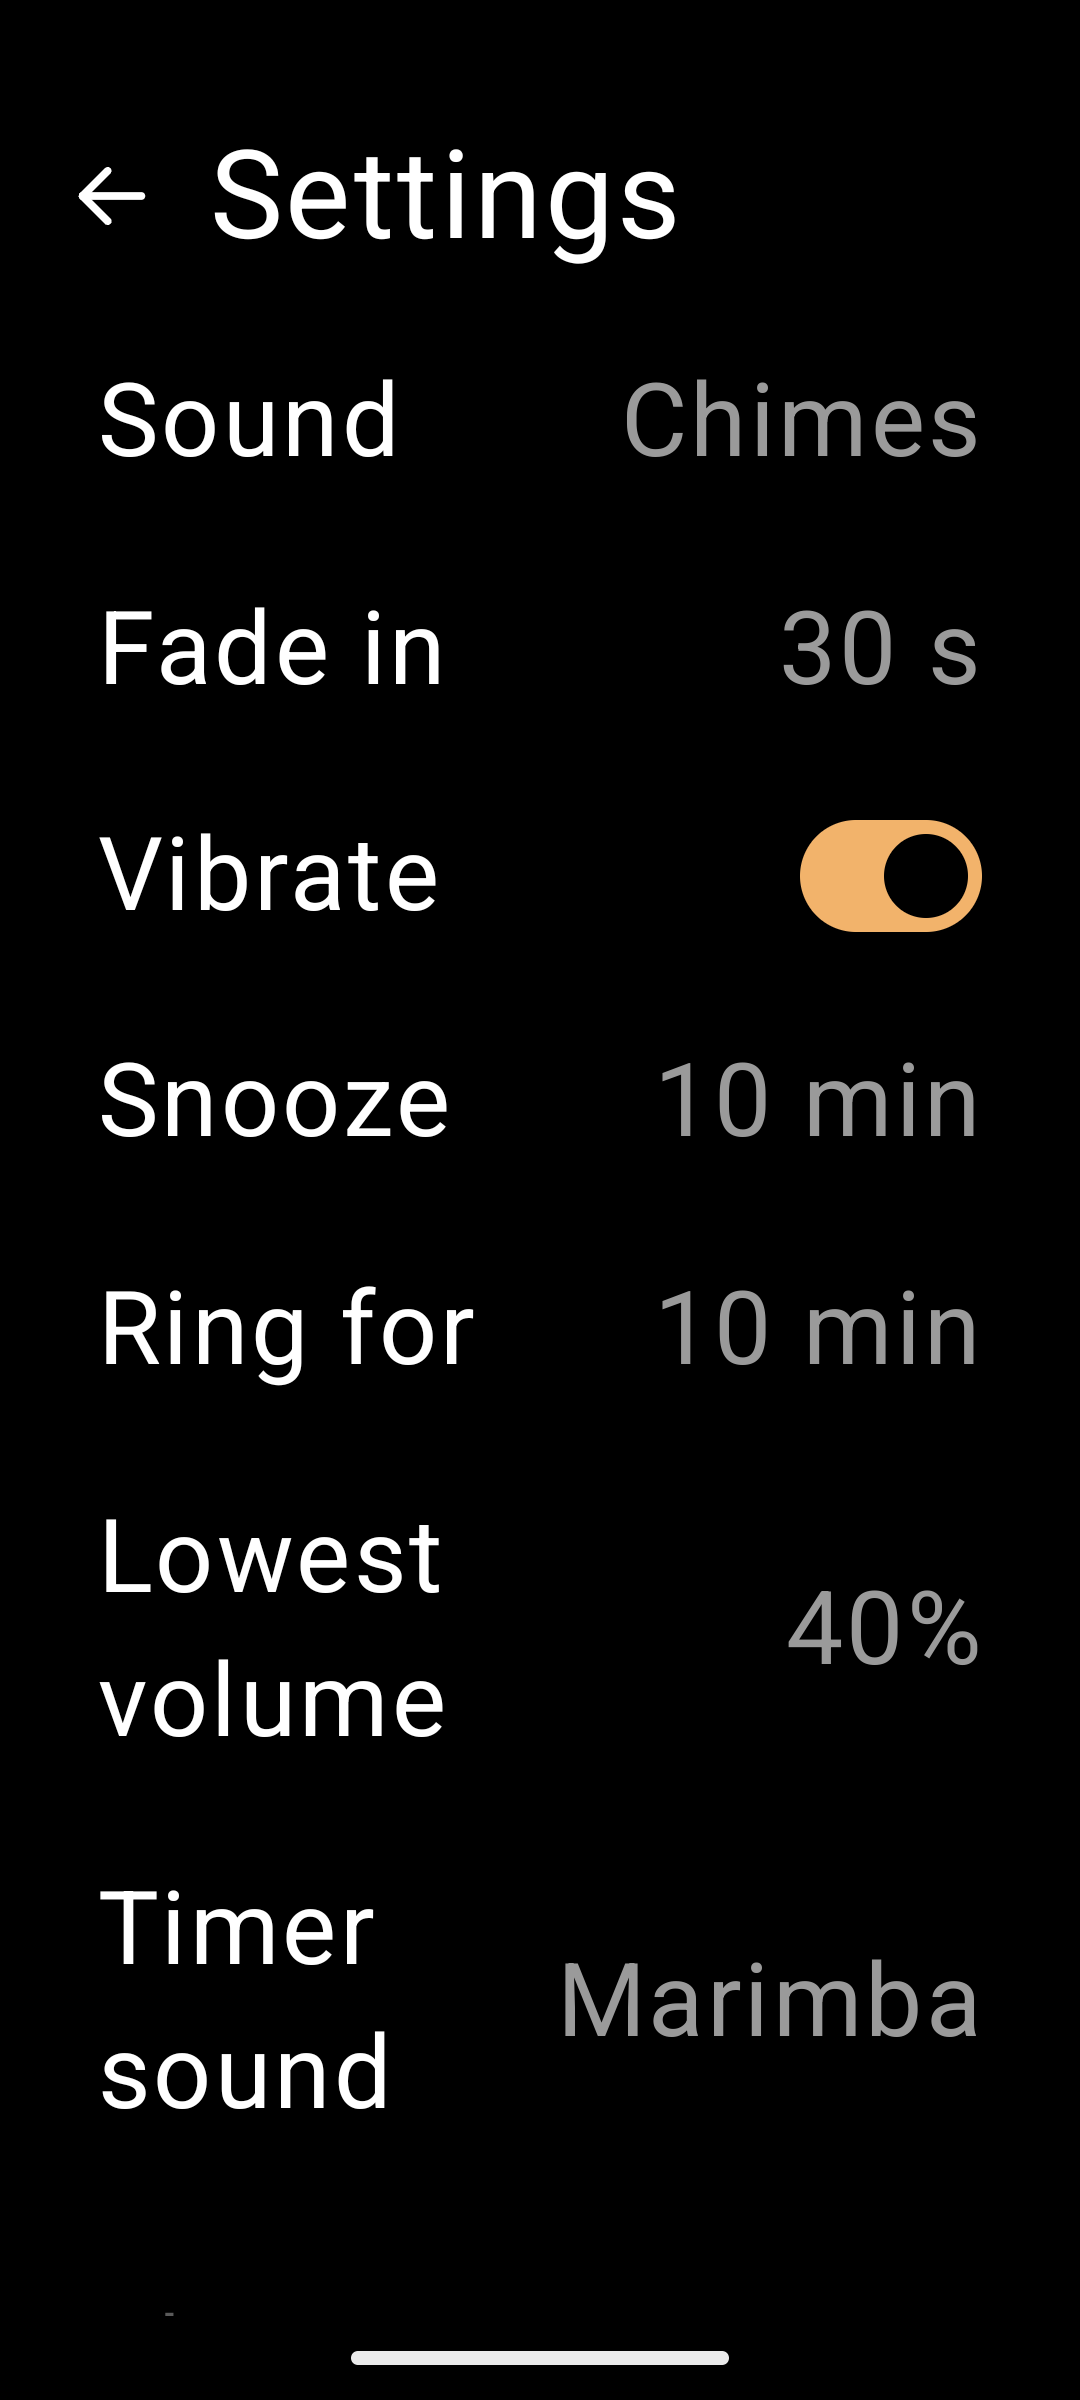 Settings
Sound Chimes
Fade in 30 s
Vibrate
Snooze 10 min
Ring for 10 min
Lowest
volume 40%
Timer
sound Marimba